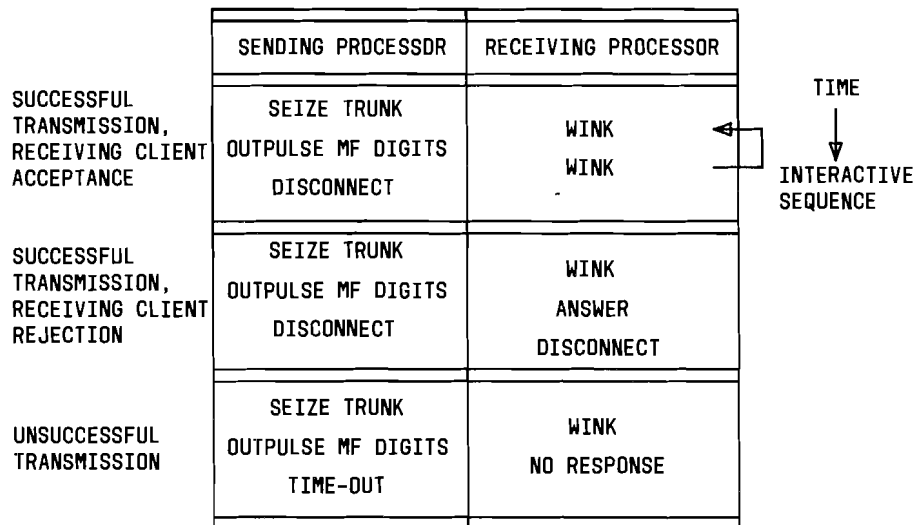 SENDING PROCESSOR
RECEIVING PROCESSOR
SUCCESSFUL
TRANSMISSION,
RECEIVING CLIENT
ACCEPTANCE
SEIZE TRUNK
OUTPULSE MF DIGITS
DISCONNECT
WINK
WINK
TIME
INTERACTIVE
SEQUENCE
SUCCESSFUL
TRANSMISSION,
RECEIVING CLIENT
REJECTION
SEIZE TRUNK
OUTPULSE MF DIGITS
DISCONNECT
WINK
ANSWER
DISCONNECT
UNSUCCESSFUL
TRANSMISSION
SEIZE TRUNK
OUTPULSE MF DIGITS
TIME-OUT
WINK
NO RESPONSE